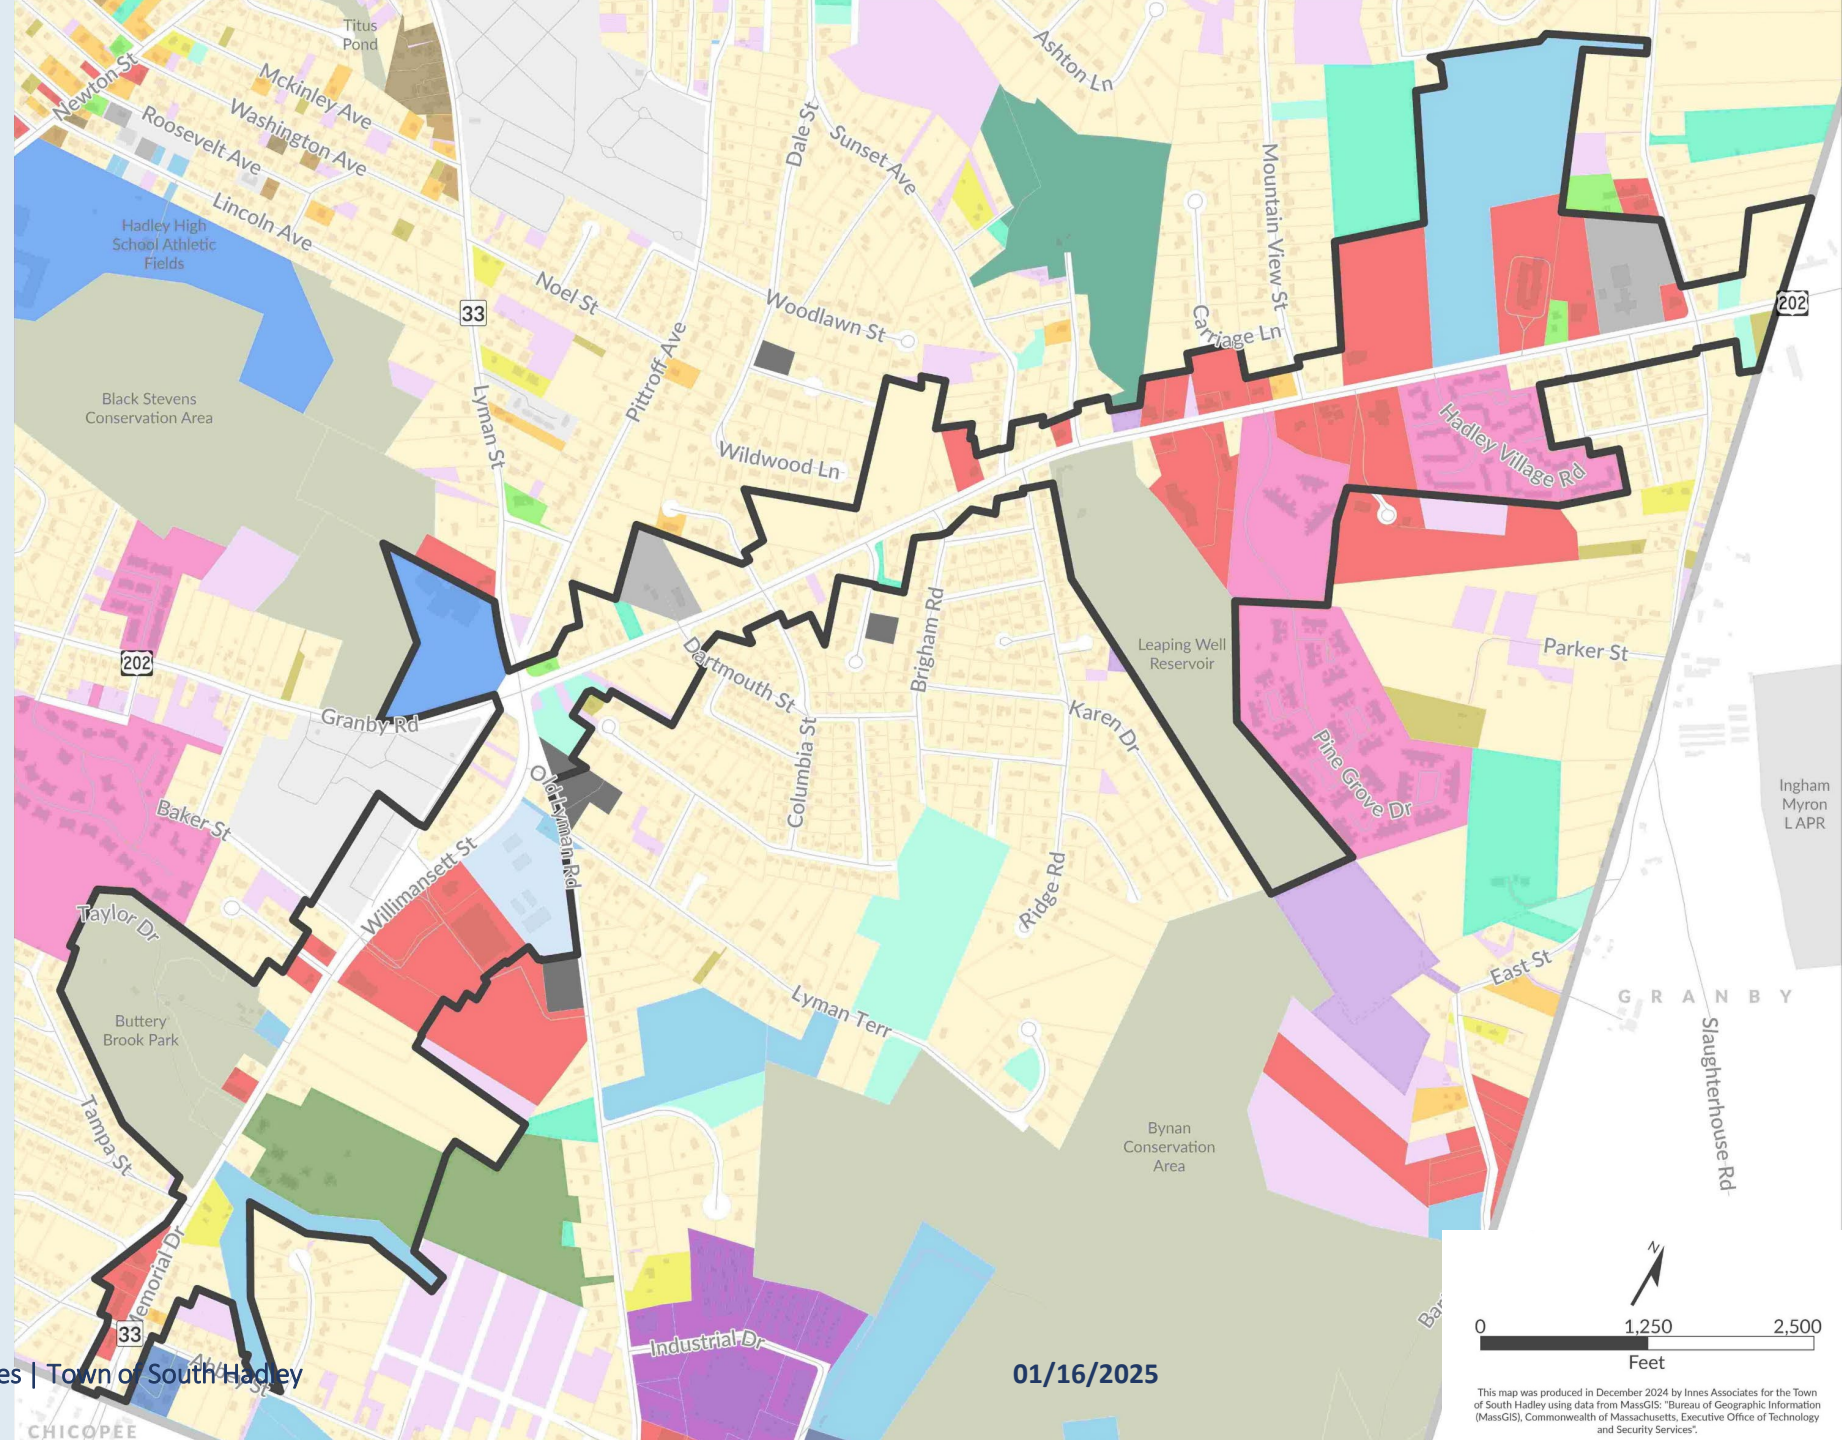 Titus
Pond
Ashton Ln
Newton St
Mckinley Ave
Washington Ave
Roosevelt Ave
Lincoln Ave
Dale St
Sunset Ave
Mountain View St
Hadley High
School Athletic
Fields
Noel St
33
Woodlawn St
Carriage Ln
202
Pittroff Ave
Lyman St
Black Stevens
Conservation Area
Wildwood Ln
Hadley Village Rd
202
Granby Rd
Dartmouth St
Brigham Rd
Leaping Well
Reservoir
Parker St
Columbia St
Karen Dr
Pine Grove Dr
Old Lyman Rd
Baker St
Ingham
Myron
L APR
Willimansett St
Taylor Dr
Ridge Rd
East St
GRANBY
Lyman Terr
Buttery
Brook Park
Slaughterhouse Rd
Tampa St
Bynan
Conservation
Area
Memorial Dr
33
Industrial Dr
Abbey St
Ba
es | Town of South Hadley
01/16/2025
CHICOPEE
N
0 1,250 2,500
Feet
This map was produced in December 2024 by Innes Associates for the Town
of South Hadley using data from MassGIS: "Bureau of Geographic Information
(MassGIS), Commonwealth of Massachusetts, Executive Office of Technology
and Security Services".